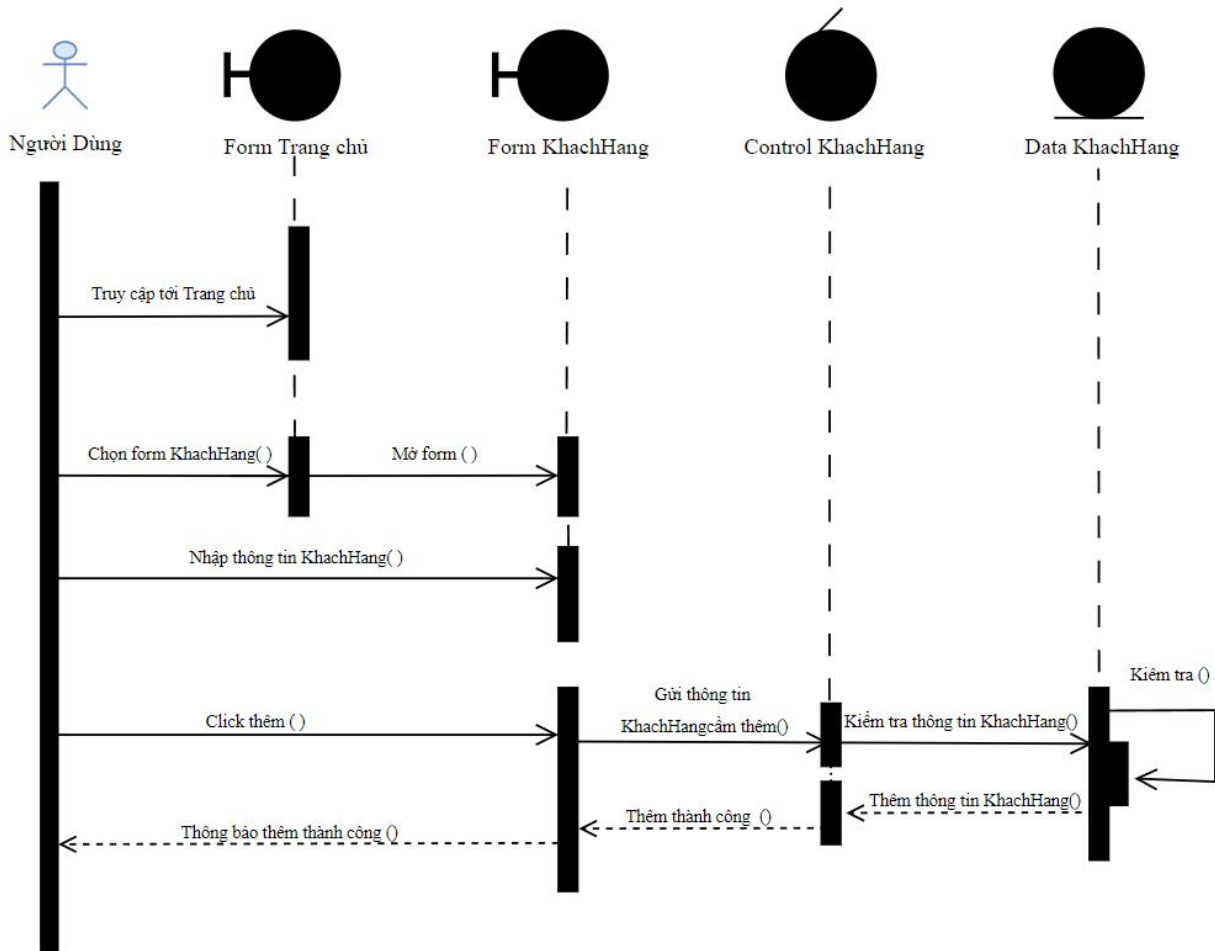 Người Dùng
Form Trang chủ
Form KhachHang
Control KhachHang
Data KhachHang
Truy cập tới Trang chủ
Chọn form KhachHang( )
Mở form ( )
Nhập thông tin KhachHang( )
Kiêm tra ()
Click thêm ( )
Gửi thông tin
KhachHangcầm thêm()
Kiểm tra thông tin KhachHang()
Thêm thông tin KhachHang()
Thêm thành công ()
Thông báo thêm thành công ()